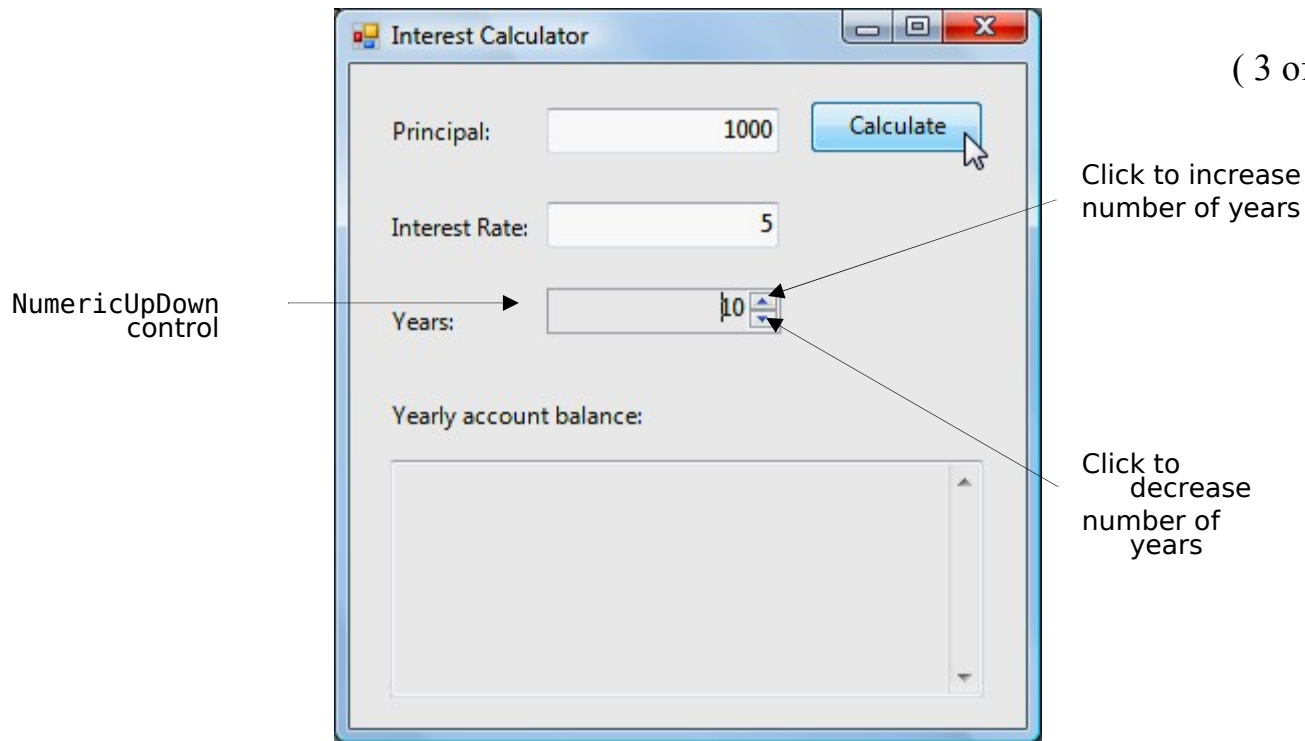 Interest Calculator
( 3 of
Principal:
1000
Calculate
Click to increase
number of years
Interest Rate:
5
NumericUpDown
control
Years:
10
Yearly account balance:
Click to
decrease
number of
years